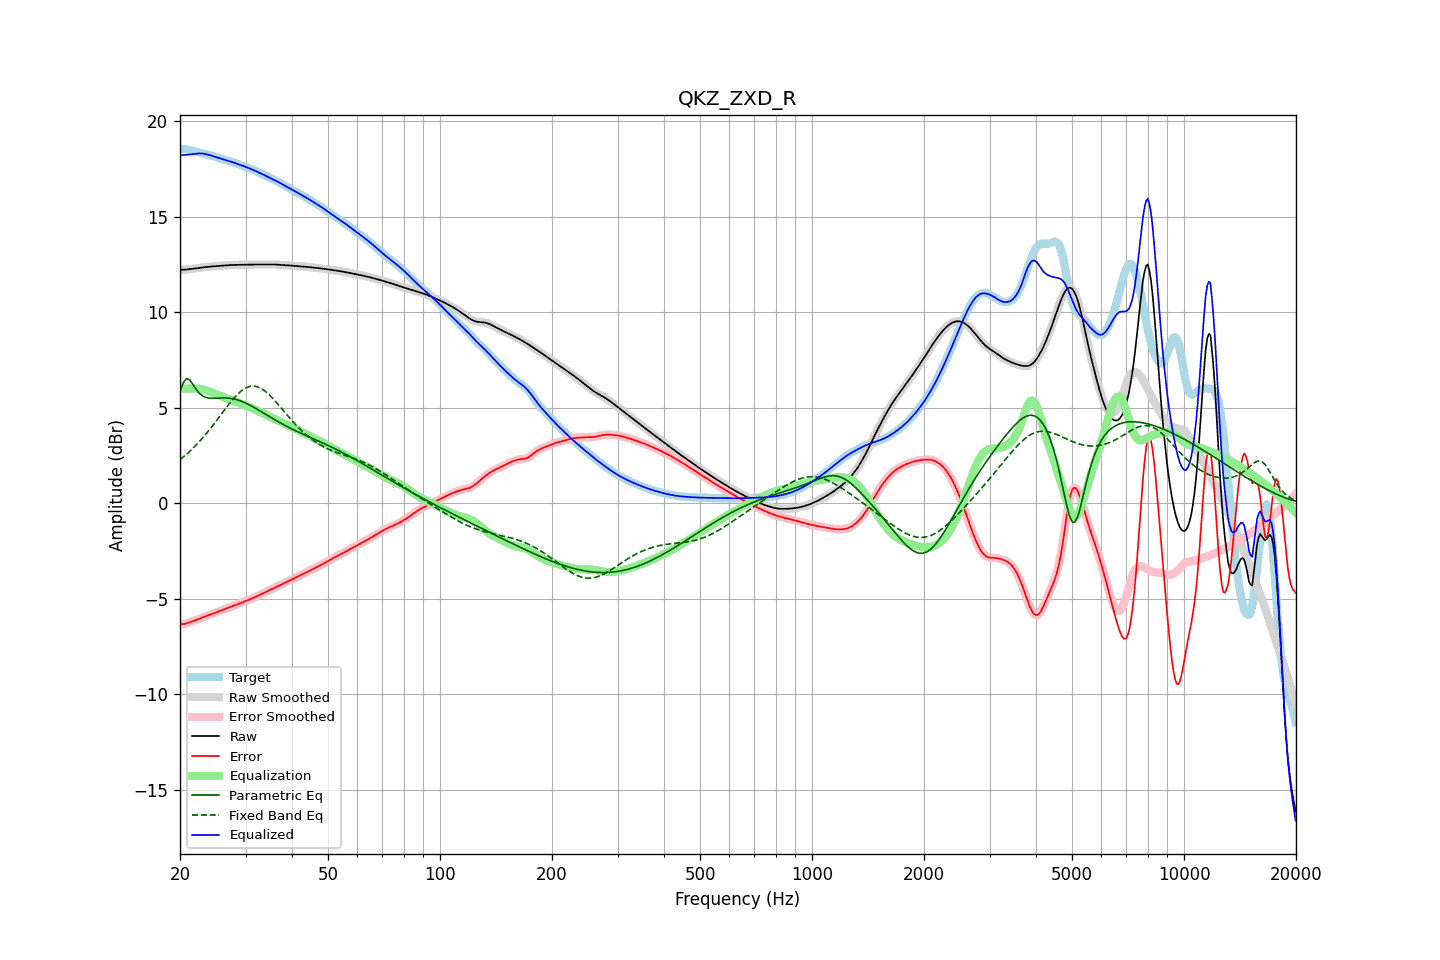 QKZ_ZXD_R
Amplitude (dBr)
20
15
10
5
0
−5
−10
−15
Target
Raw Smoothed
Error Smoothed
Raw
Error
Equalization
Parametric Eq
Fixed Band Eq
Equalized
20 50 100 200 500 1000 2000 5000 10000 20000
Frequency (Hz)